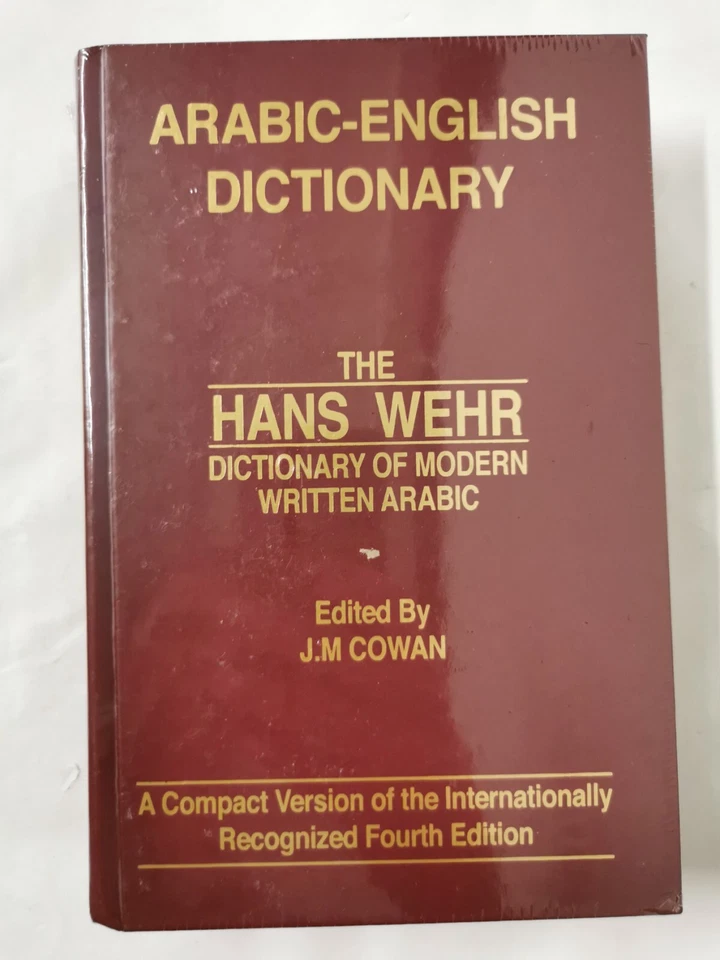 ARABIC-ENGLISH
DICTIONARY
THE
HANS WEHR
DICTIONARY OF MODERN
WRITTEN ARABIC
Edited By
J.M COWAN
A Compact Version of the Internationally
Recognized Fourth Edition